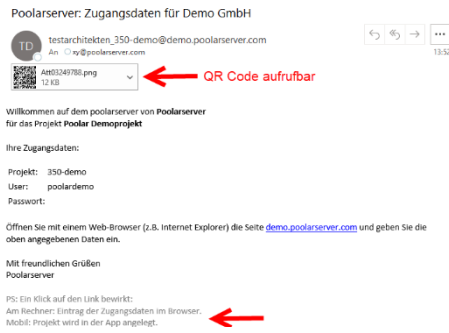 Poolarserver: Zugangsdaten für Demo GmbH
TD
testarchitekten_350-demo@demo.poolarserver.com
An xy@poolarserver.com
13:52
Att03249788.png
12 KB
QR Code aufrufbar
Willkommen auf dem poolarserver von Poolarserver
für das Projekt Poolar Demoprojekt
Ihre Zugangsdaten:
Projekt: 350-demo
User: poolardemo
Passwort:
Öffnen Sie mit einem Web-Browser (z.B. Internet Explorer) die Seite demo.poolarserver.com und geben Sie die
oben angegebenen Daten ein.
Mit freundlichen Grüßen
Poolarserver
PS: Ein Klick auf den Link bewirkt:
Am Rechner: Eintrag der Zugangsdaten im Browser.
Mobil: Projekt wird in der App angelegt.